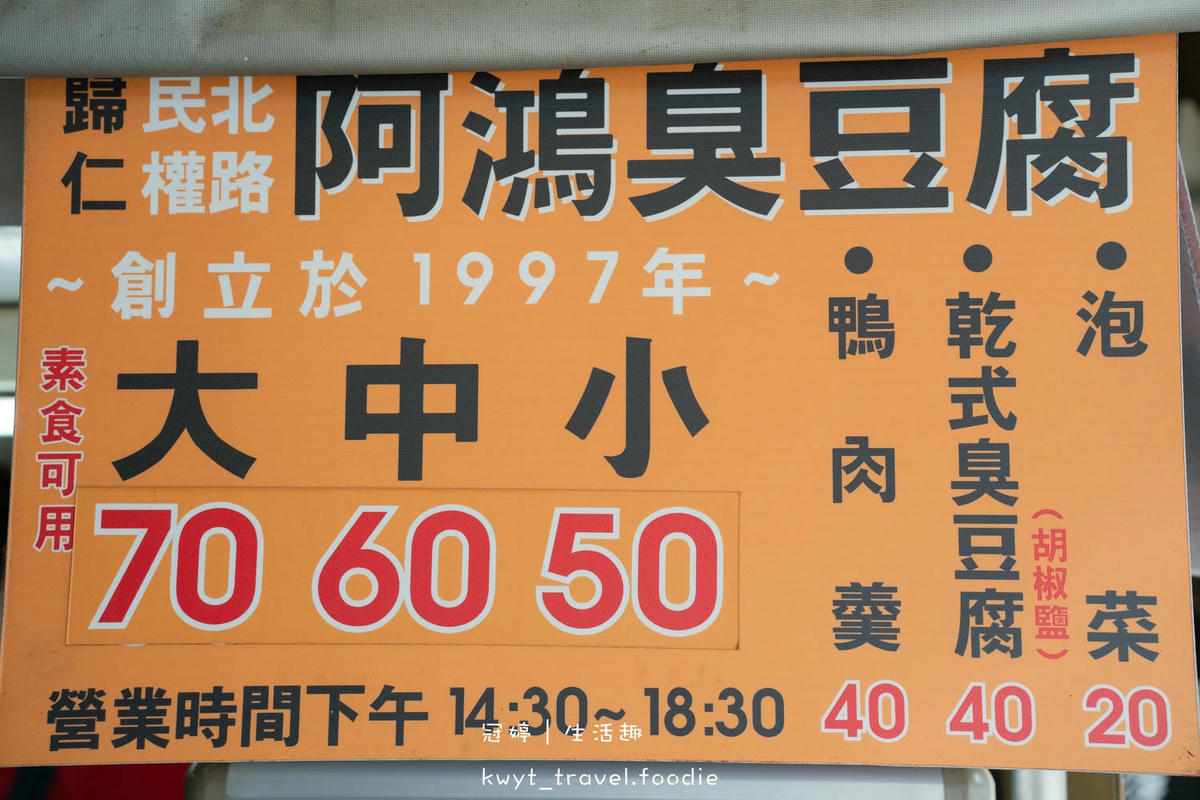 歸仁
民權
北路
阿鴻臭豆腐
~創立於1997年~
素食可用
大 中 小
70 60 50
營業時間下午 14:30~18:30
•泡菜
20
•乾式臭豆腐
(胡椒鹽)
40
•鴨肉羹
40
冠婷 | 生活趣
kwyt_travel.foodie